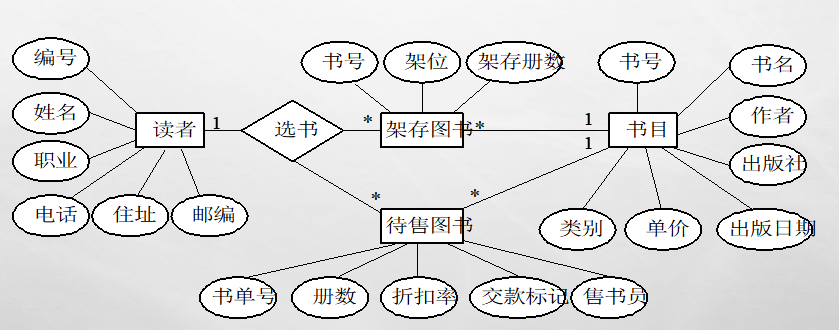 编号
书号
架位
架存册数
书号
书名
姓名
读者
1
选书
*
架存图书
*
1
书目
作者
1
职业
出版社
电话
住址
邮编
*
*
待售图书
类别
单价
出版日期
书单号
册数
折扣率
交款标记
售书员